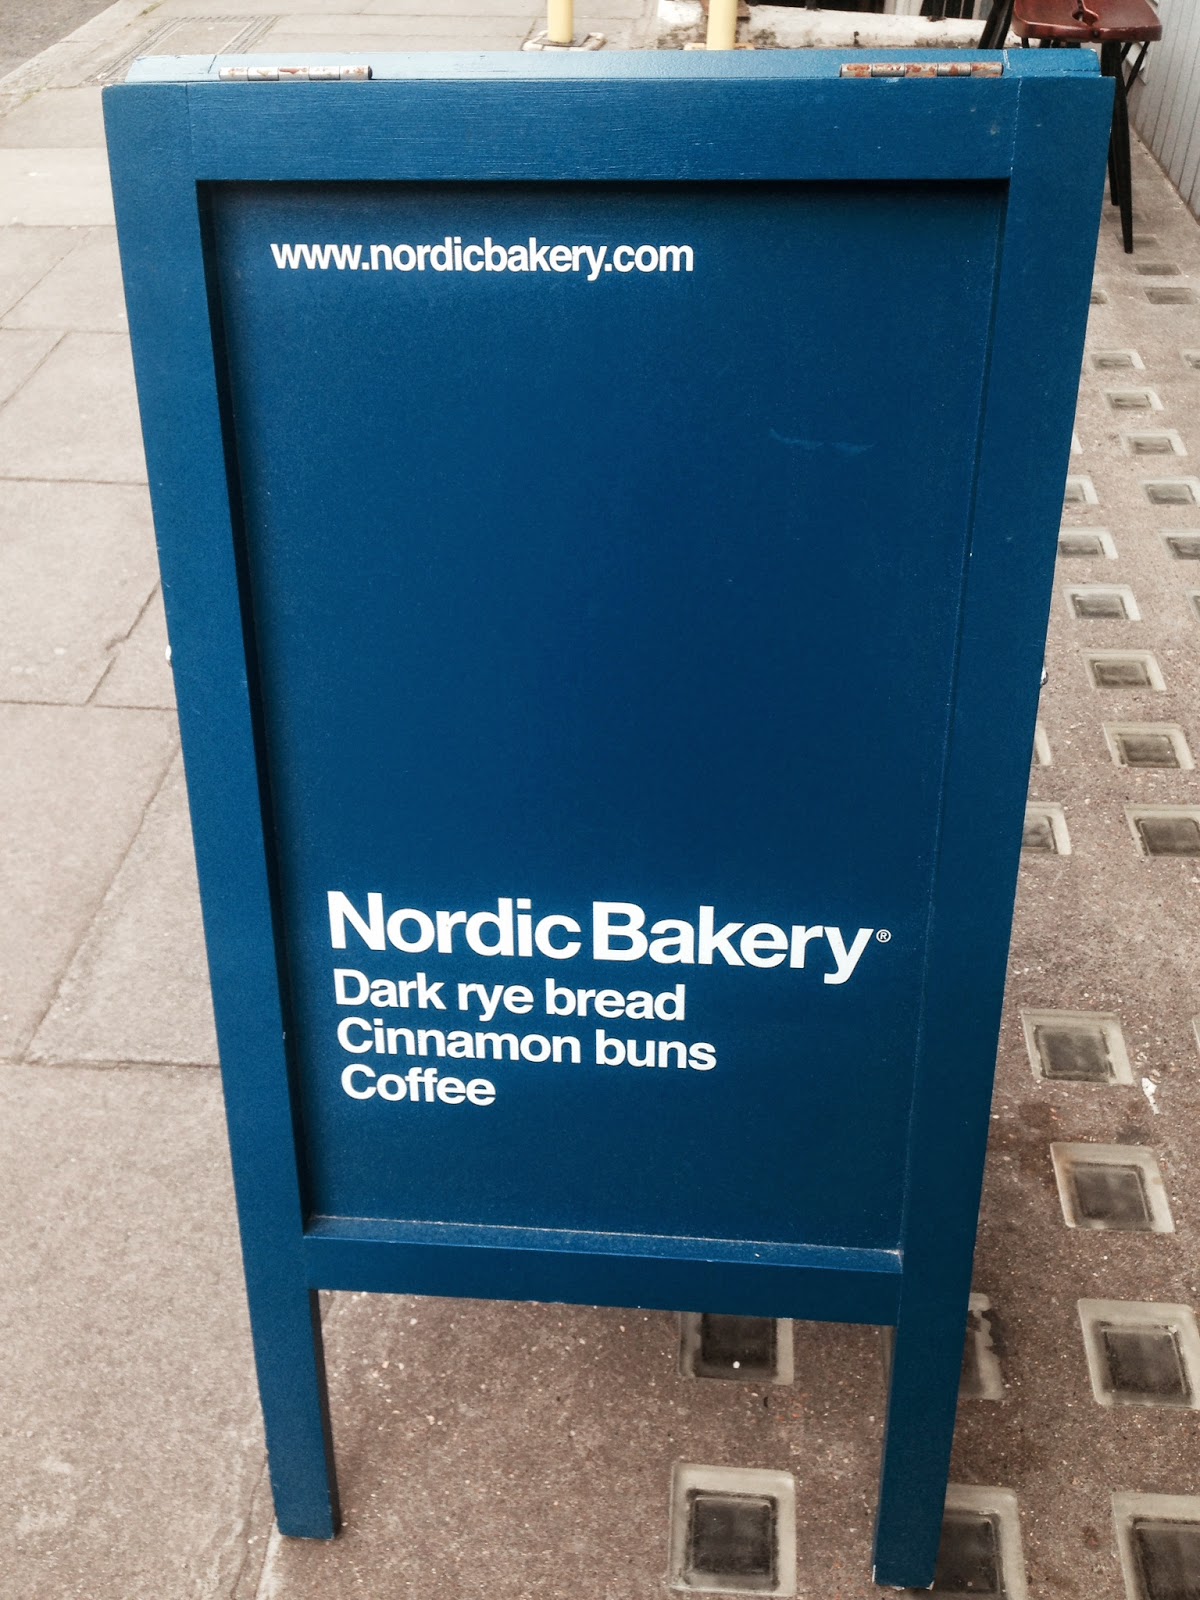 www.nordicbakery.com
Nordic Bakery®
Dark rye bread
Cinnamon buns
Coffee